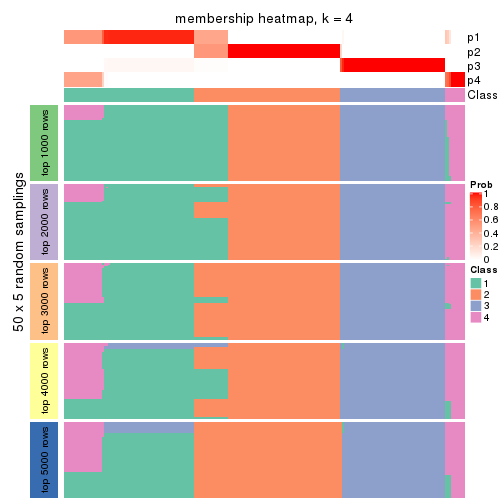 membership heatmap, k = 4
p1
p2
p3
p4
Class
50 x 5 random samplings
top 1000 rows
top 2000 rows
top 3000 rows
top 4000 rows
top 5000 rows
Prob
1
0.8
0.6
0.4
0.2
0
Class
1
2
3
4